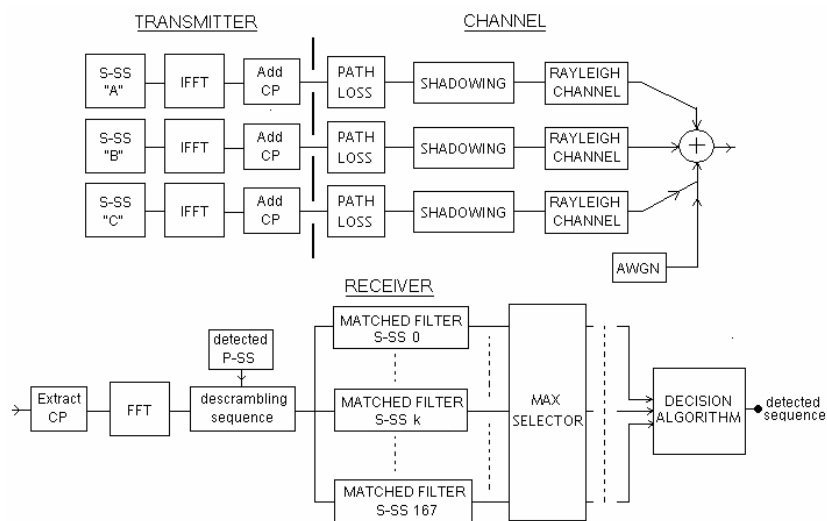 TRANSMITTER
CHANNEL
S-SS
"A"
IFFT
Add
CP
PATH
LOSS
SHADOWING
RAYLEIGH
CHANNEL
S-SS
"B"
IFFT
Add
CP
PATH
LOSS
SHADOWING
RAYLEIGH
CHANNEL
+
S-SS
"C"
IFFT
Add
CP
PATH
LOSS
SHADOWING
RAYLEIGH
CHANNEL
AWGN
RECEIVER
Extract
CP
FFT
detected
P-SS
descrambling
sequence
MATCHED FILTER
S-SS 0
MATCHED FILTER
S-SS k
MATCHED FILTER
S-SS 167
MAX
SELECTOR
DECISION
ALGORITHM
detected
sequence